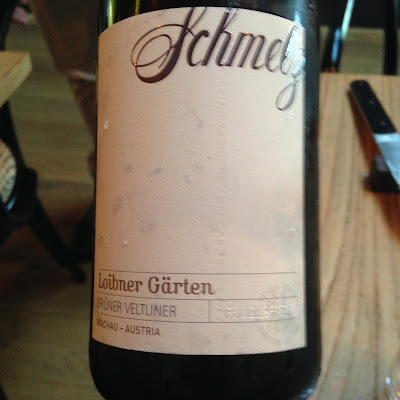 Schmelz
Loibner Gärten
GRÜNER VELTLINER
WACHAU – AUSTRIA